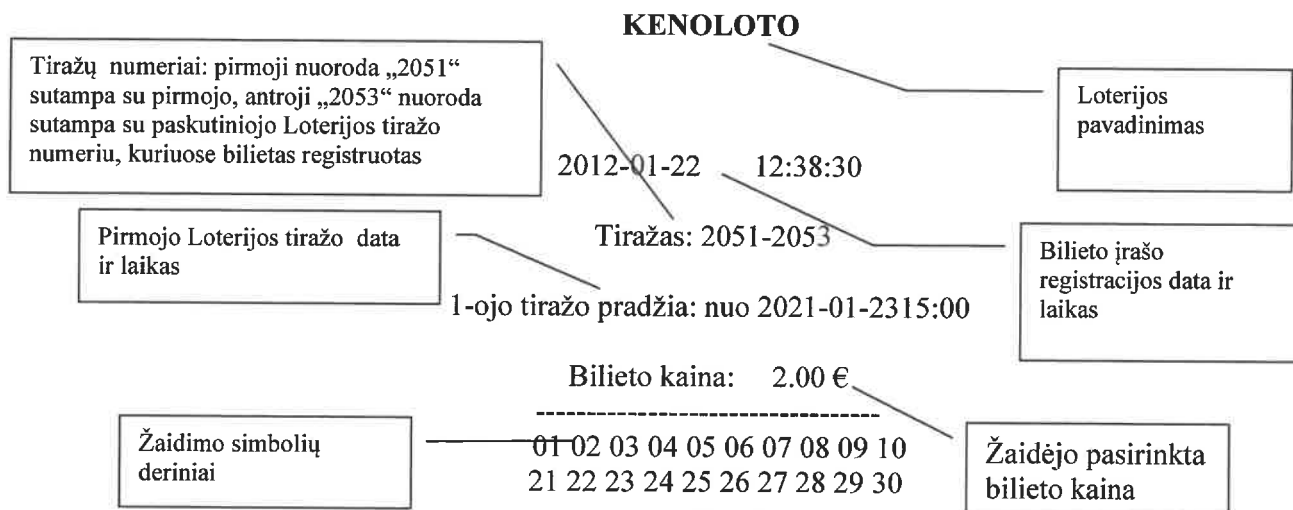 KENOLOTO
Tiražų numeriai: pirmoji nuoroda „2051“
sutampa su pirmojo, antroji „2053“ nuoroda
sutampa su paskutiniojo Loterijos tiražo
numeriu, kuriuose bilietas registruotas
Loterijos
pavadinimas
2012-01-22 12:38:30
Tiražas: 2051-2053
Pirmojo Loterijos tiražo data
ir laikas
Bilieto įrašo
registracijos data ir
laikas
1-ojo tiražo pradžia: nuo 2021-01-2315:00
Bilieto kaina: 2.00 €
----------------------------------
Žaidimo simbolių
deriniai
01 02 03 04 05 06 07 08 09 10
21 22 23 24 25 26 27 28 29 30
Žaidėjo pasirinkta
bilieto kaina